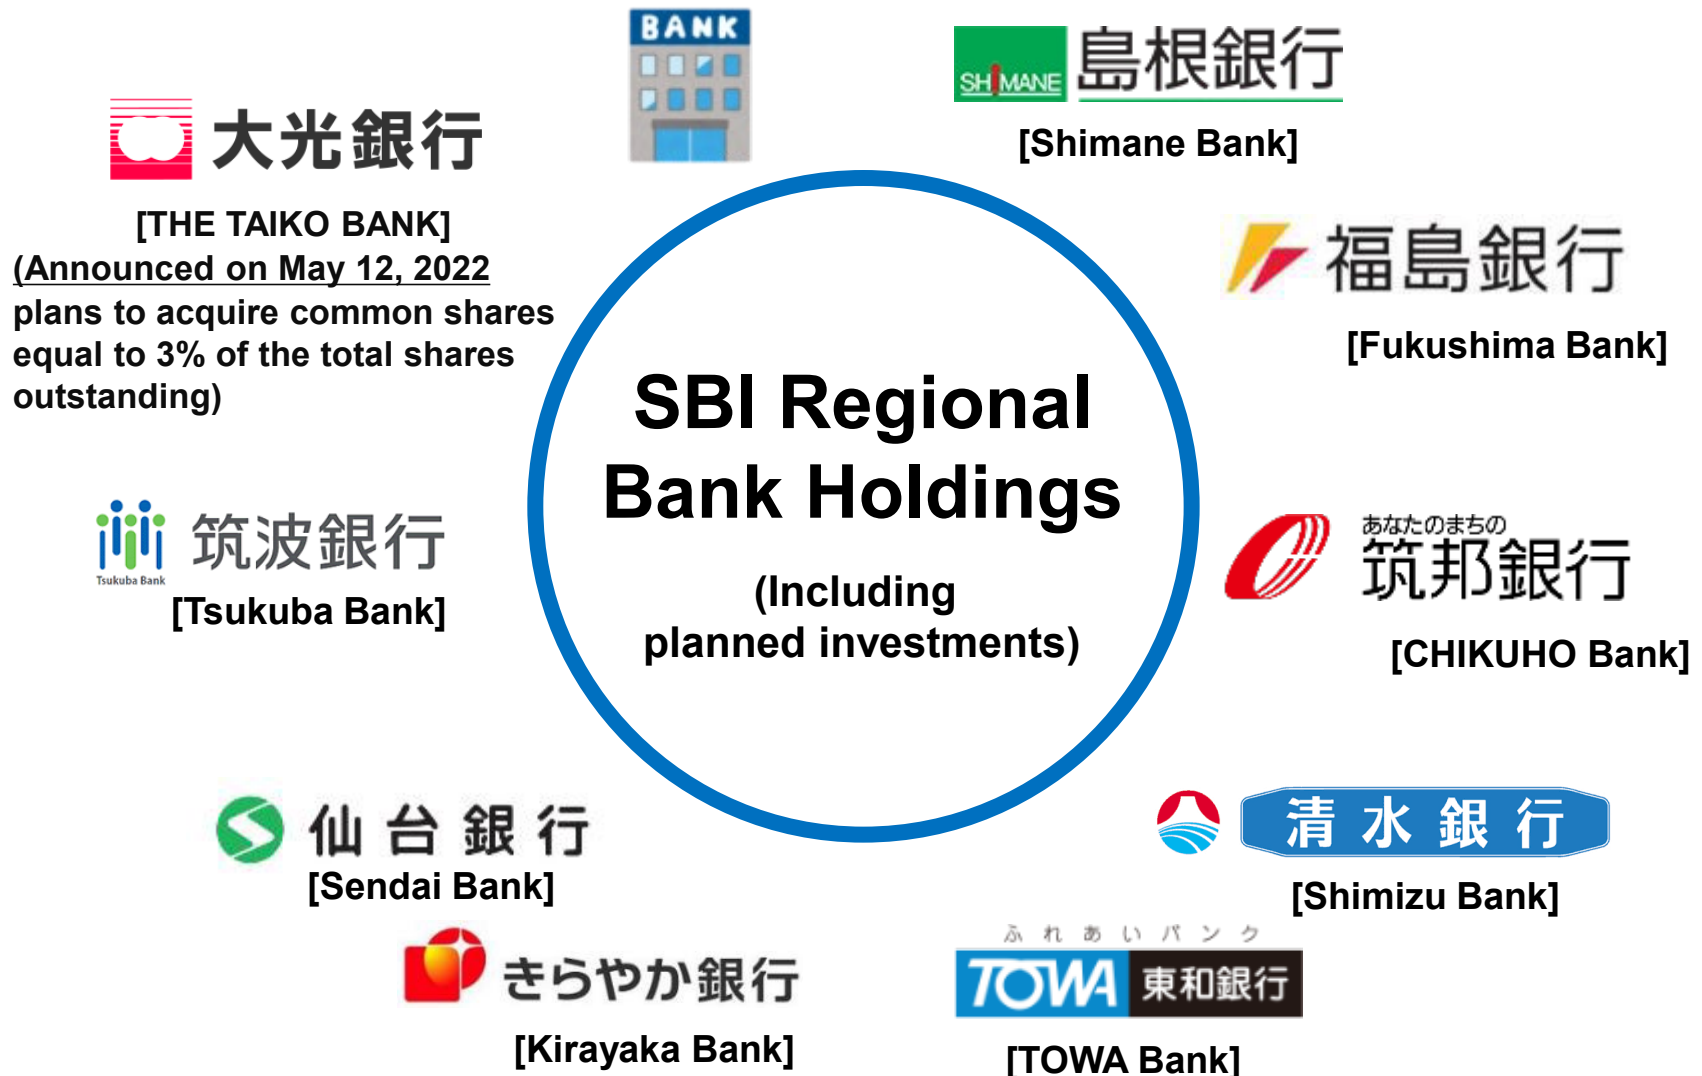 BANK
SHIMANE 島根銀行
[Shimane Bank]
大光銀行
[THE TAIKO BANK]
(Announced on May 12, 2022
plans to acquire common shares
equal to 3% of the total shares
outstanding)
福島銀行
[Fukushima Bank]
SBI Regional
Bank Holdings
(Including
planned investments)
筑波銀行
Tsukuba Bank
[Tsukuba Bank]
あなたのまちの
筑邦銀行
[CHIKUHO Bank]
仙台銀行
[Sendai Bank]
清水銀行
[Shimizu Bank]
きらやか銀行
[Kirayaka Bank]
ふれあいバンク
TOWA 東和銀行
[TOWA Bank]